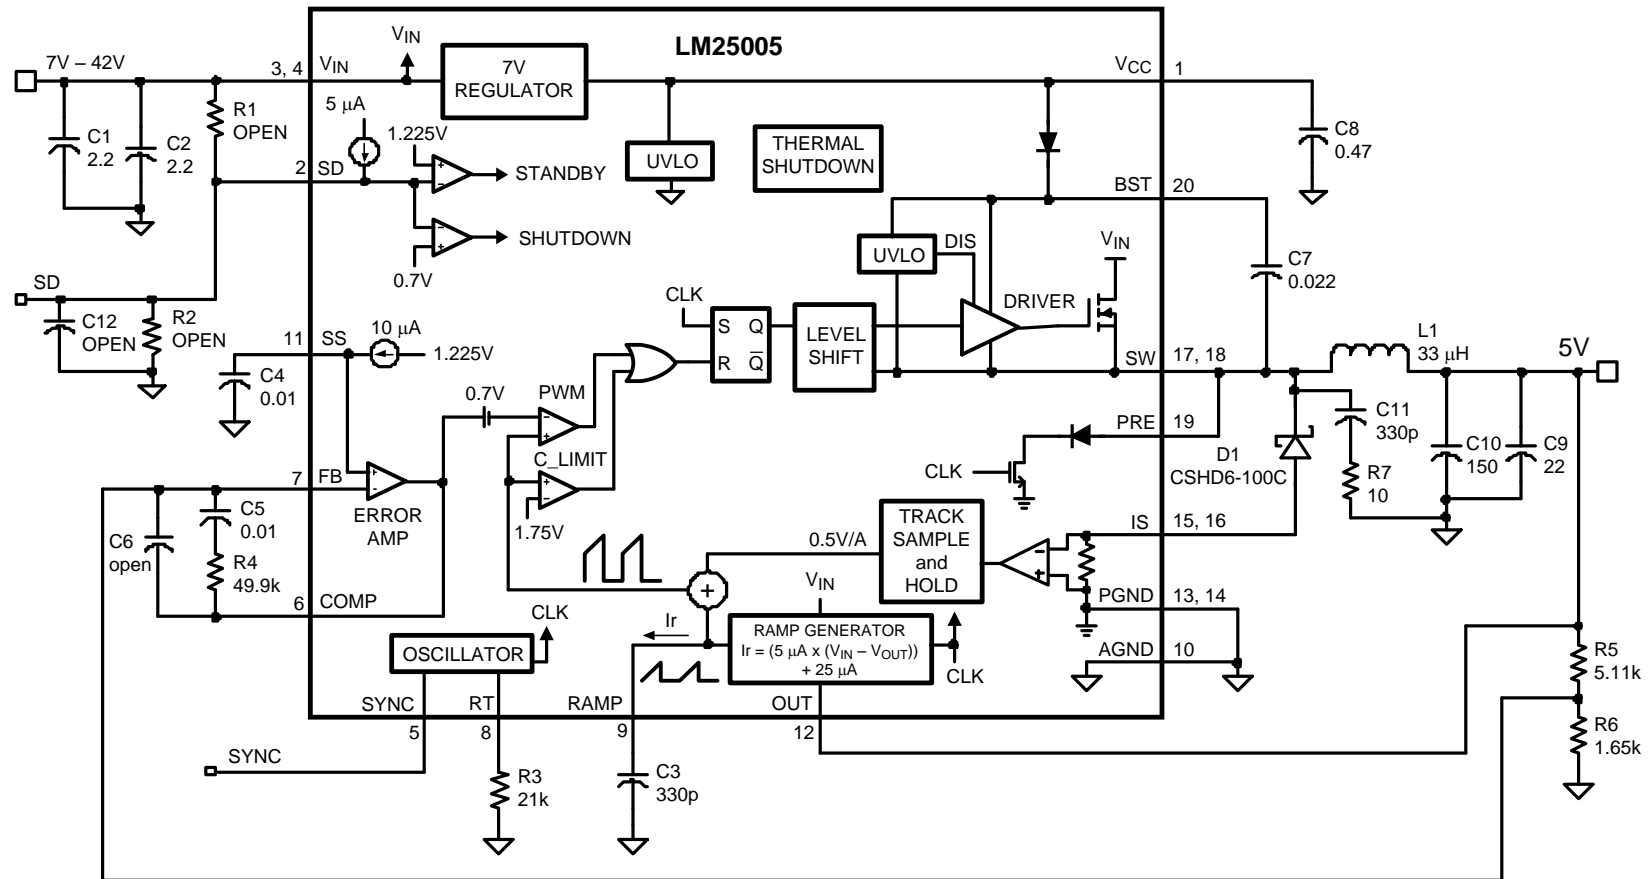 LM25005
7V – 42V
3, 4
V_IN
V_IN
7V
REGULATOR
V_CC
1
C1
2.2
C2
2.2
R1
OPEN
5 µA
1.225V
STANDBY
2
SD
SHUTDOWN
0.7V
UVLO
THERMAL
SHUTDOWN
C8
0.47
BST
20
UVLO
DIS
V_IN
DRIVER
C7
0.022
SD
C12
OPEN
R2
OPEN
11
SS
10 µA
1.225V
C4
0.01
CLK
S
Q
R
Q̅
LEVEL
SHIFT
SW
17, 18
L1
33 µH
5V
0.7V
PWM
C_LIMIT
1.75V
PRE
19
CLK
C11
330p
R7
10
D1
CSHD6-100C
C10
150
C9
22
7
FB
ERROR
AMP
C5
0.01
C6
open
R4
49.9k
6
COMP
0.5V/A
TRACK
SAMPLE
and
HOLD
IS
15, 16
+
PGND
13, 14
AGND
10
CLK
OSCILLATOR
Ir
V_IN
RAMP GENERATOR
Ir = (5 µA x (V_IN – V_OUT))
+ 25 µA
CLK
R5
5.11k
R6
1.65k
SYNC
5
RT
8
RAMP
9
OUT
12
SYNC
R3
21k
C3
330p